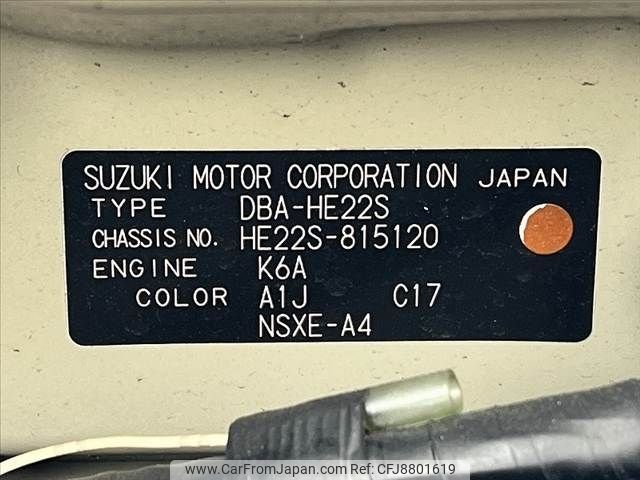 SUZUKI MOTOR CORPORATION JAPAN
TYPE DBA-HE22S
CHASSIS NO. HE22S-815120
ENGINE K6A
COLOR A1J C17
NSXE-A4
www.CarFromJapan.com @ CFJ8801619